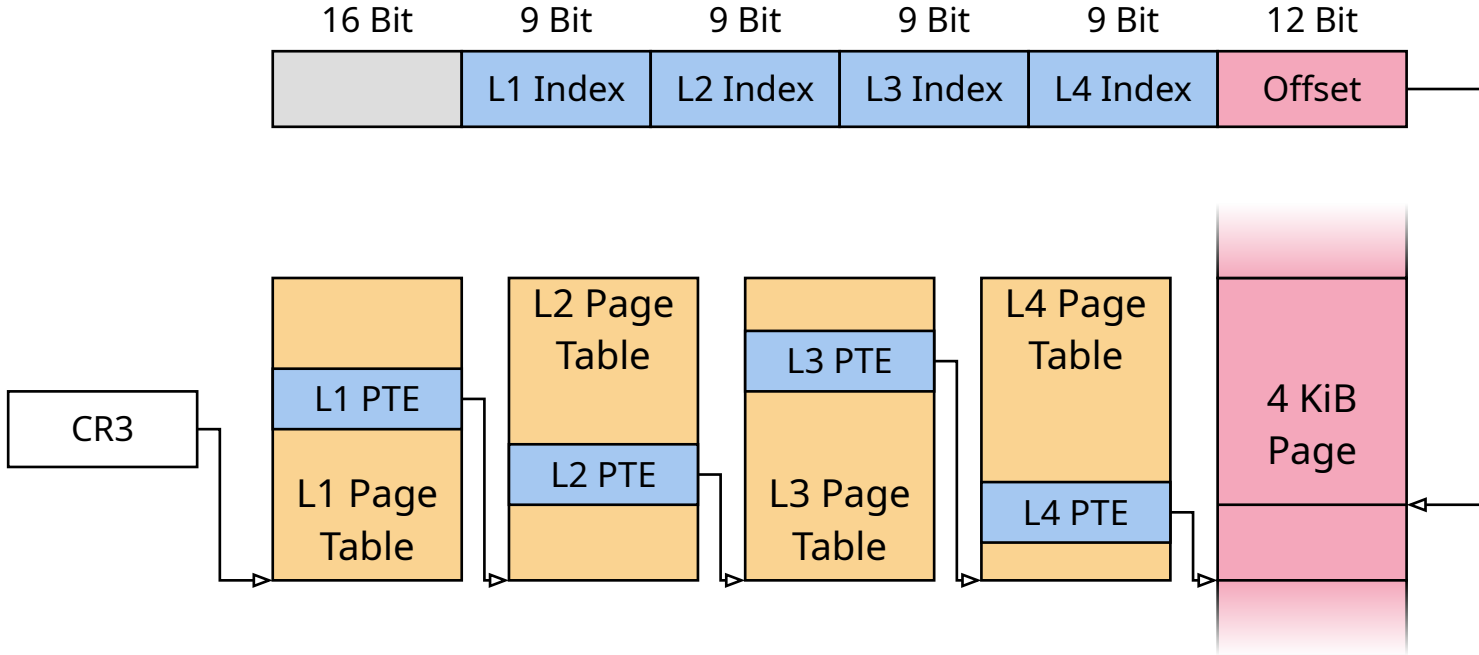 16 Bit 9 Bit 9 Bit 9 Bit 9 Bit 12 Bit
L1 Index L2 Index L3 Index L4 Index Offset
L2 Page
Table
L4 Page
Table
L3 PTE
L1 PTE
4 KiB
Page
CR3
L2 PTE
L1 Page
Table
L3 Page
Table
L4 PTE